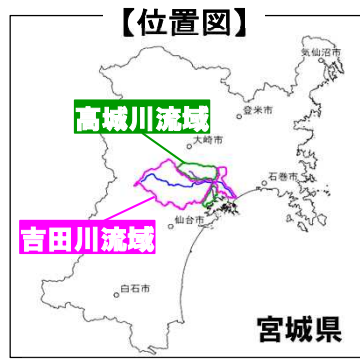 【位置図】
気仙沼市
登米市
高城川流域
大崎市
石巻市
仙台市
吉田川流域
白石市
宮城県